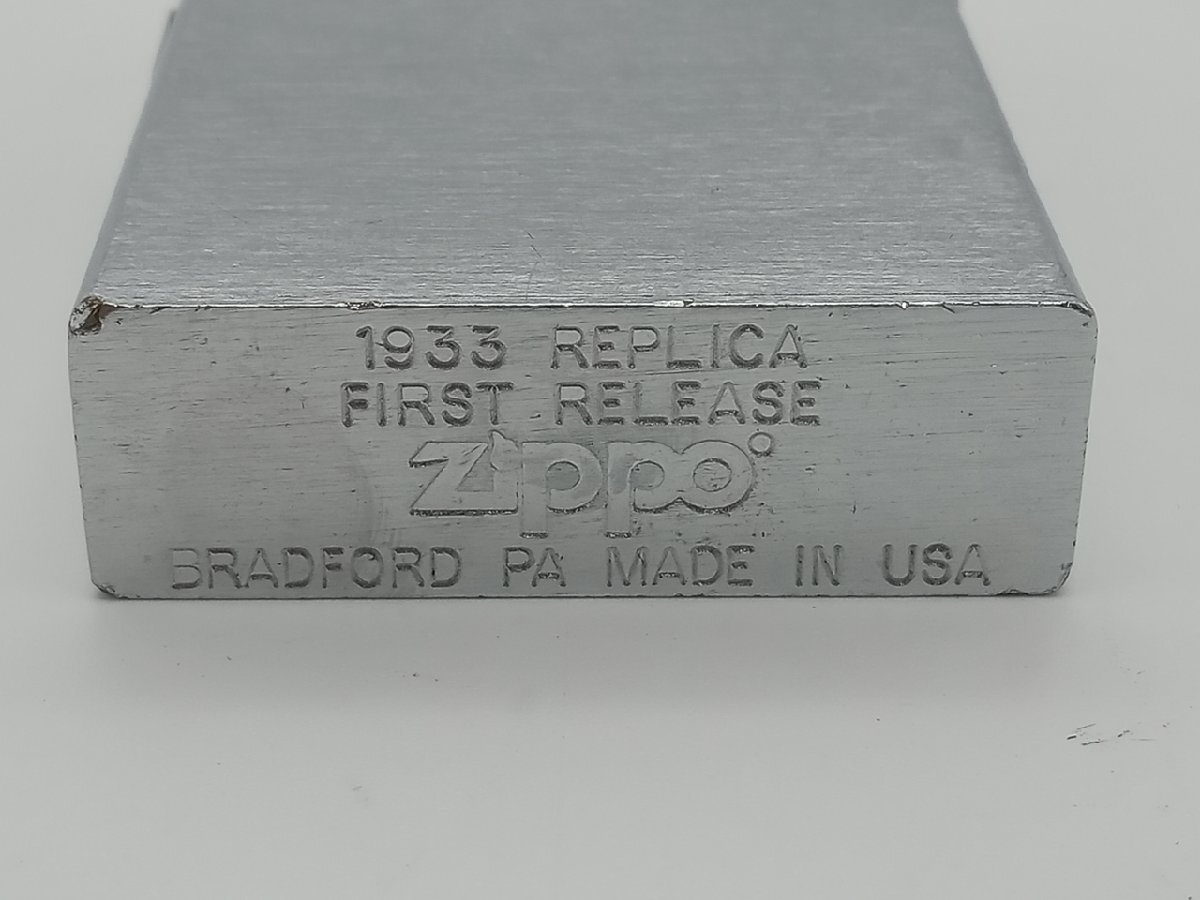 1933 REPLICA
FIRST RELEASE
Zippo
BRADFORD PA MADE IN USA